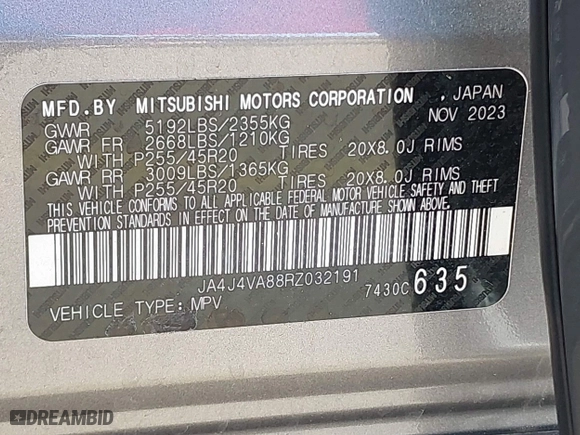 MFD.BY MITSUBISHI MOTORS CORPORATION , JAPAN
GVWR 5192LBS/2355KG NOV 2023
GAWR FR 2668LBS/1210KG
WITH P255/45R20 TIRES 20X8.0J RIMS
GAWR RR 3009LBS/1365KG
WITH P255/45R20 TIRES 20X8.0J RIMS
THIS VEHICLE CONFORMS TO ALL APPLICABLE FEDERAL MOTOR VEHICLE SAFETY AND THEFT
PREVENTION STANDARDS IN EFFECT ON THE DATE OF MANUFACTURE SHOWN ABOVE.
JA4J4VA88RZ032191
7430C 635
VEHICLE TYPE: MPV
DREAMBID